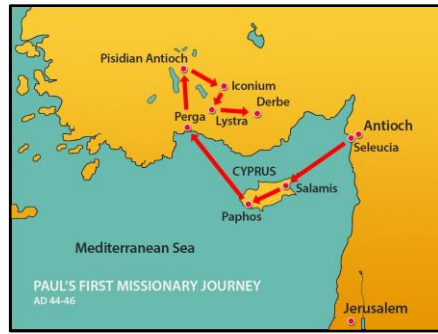 Pisidian Antioch
Iconium
Derbe
Lystra
Perga
Antioch
Seleucia
CYPRUS
Salamis
Paphos
Mediterranean Sea
PAUL'S FIRST MISSIONARY JOURNEY
AD 44-46
Jerusalem